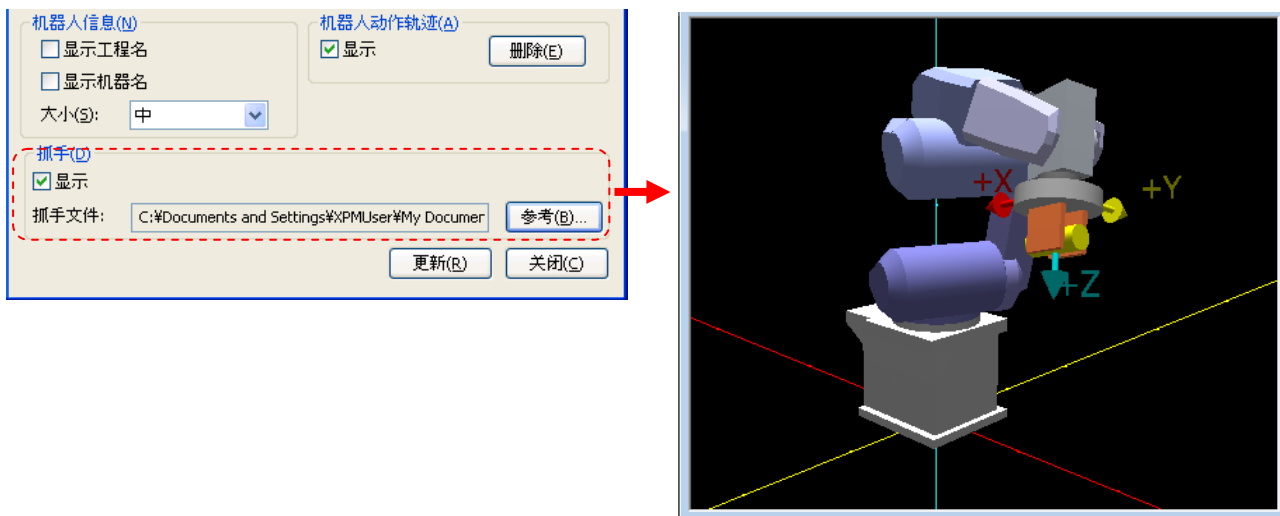 机器人信息(N)
显示工程名
显示机器名
大小(S): 中
机器人动作轨迹(A)
显示 删除(E)
抓手(D)
显示
抓手文件: C:¥Documents and Settings¥XPMUser¥My Documer 参考(B)...
更新(R) 关闭(C)
+X
+Y
+Z